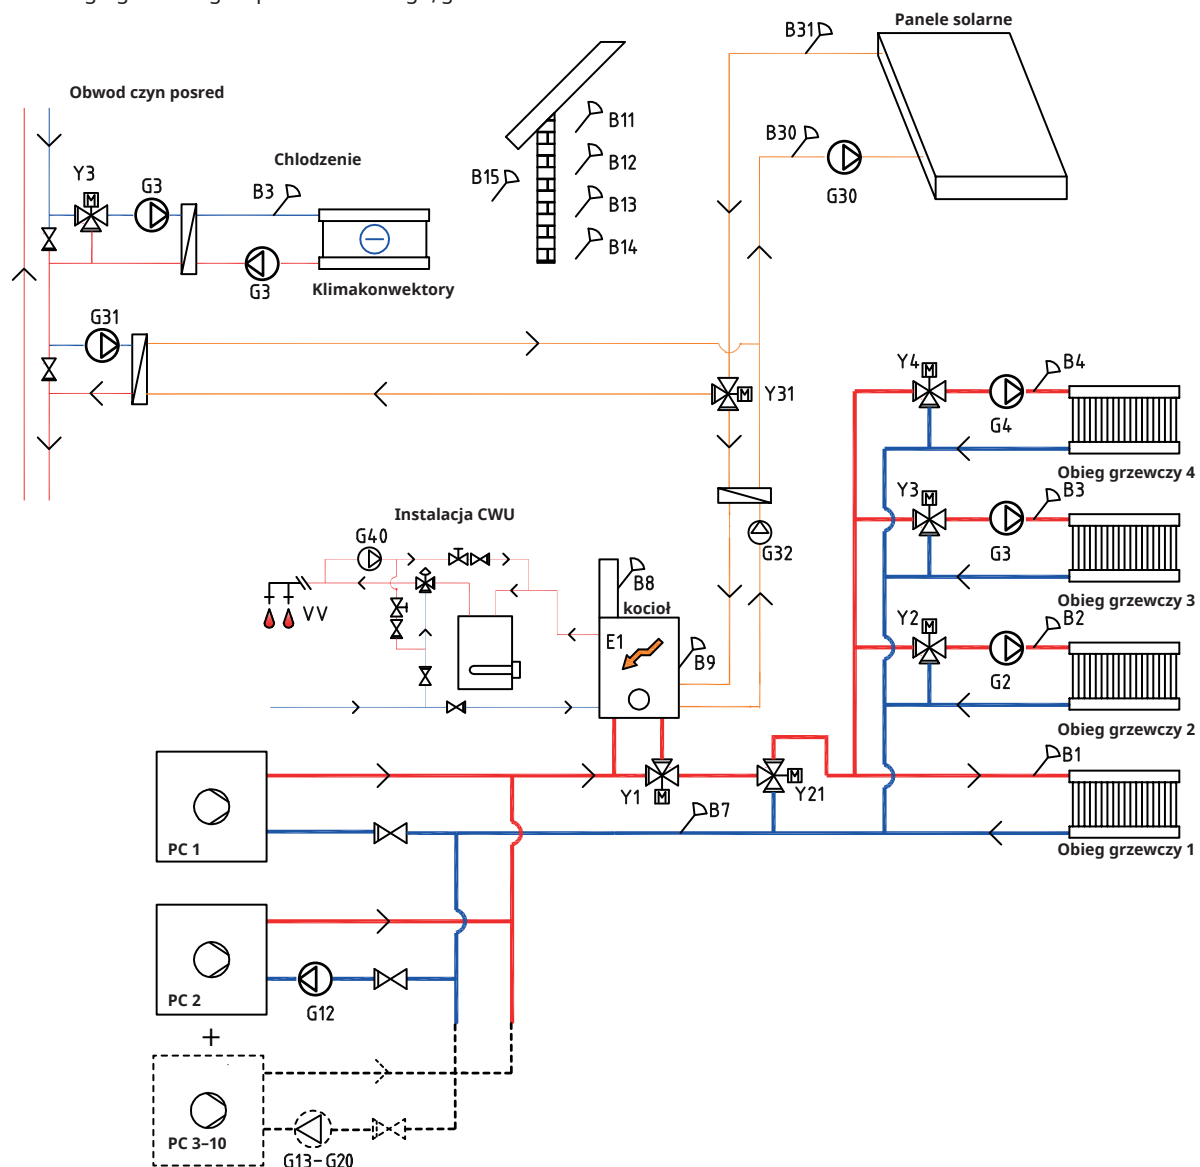 Panele solarne
B31
Obwod czyn posred
B11
B30
Chlodzenie
B12
Y3
G3
B3
B15
G30
B13
B14
G3
Klimakonwektory
G31
Y4
B4
Y31
G4
Obieg grzewczy 4
Y3
B3
Instalacja CWU
G40
G32
G3
B8
Obieg grzewczy 3
kocioł
VV
Y2
B2
E1
B9
G2
Obieg grzewczy 2
B1
Y1
Y21
B7
PC 1
Obieg grzewczy 1
PC 2
G12
+
PC 3–10
G13–G20
M
M
M
M
M
M
M